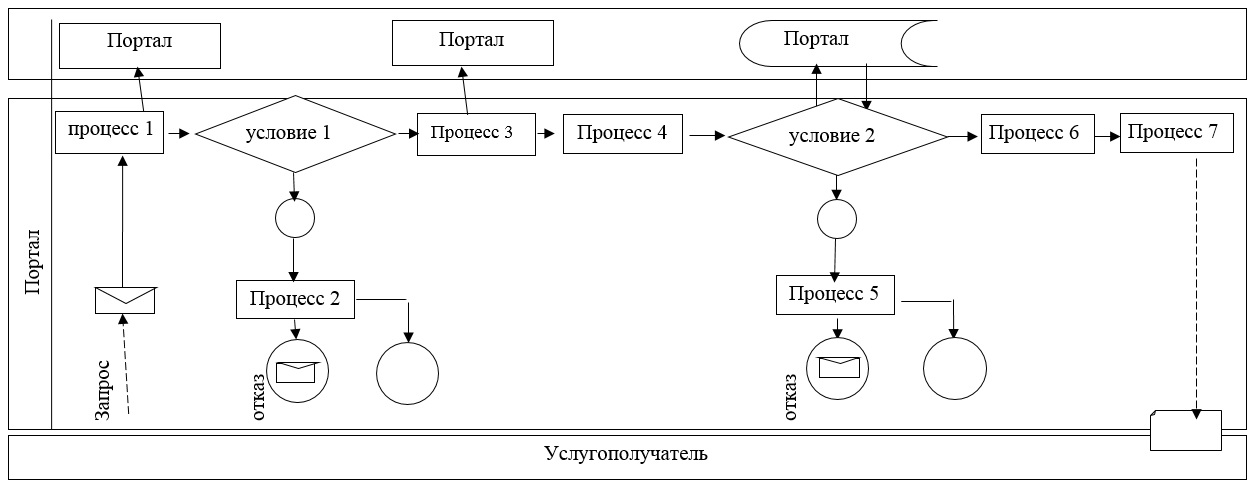 Портал
Портал
Портал
процесс 1
условие 1
Процесс 3
Процесс 4
условие 2
Процесс 6
Процесс 7
Портал
Процесс 2
Процесс 5
Запрос
отказ
отказ
Услугополучатель